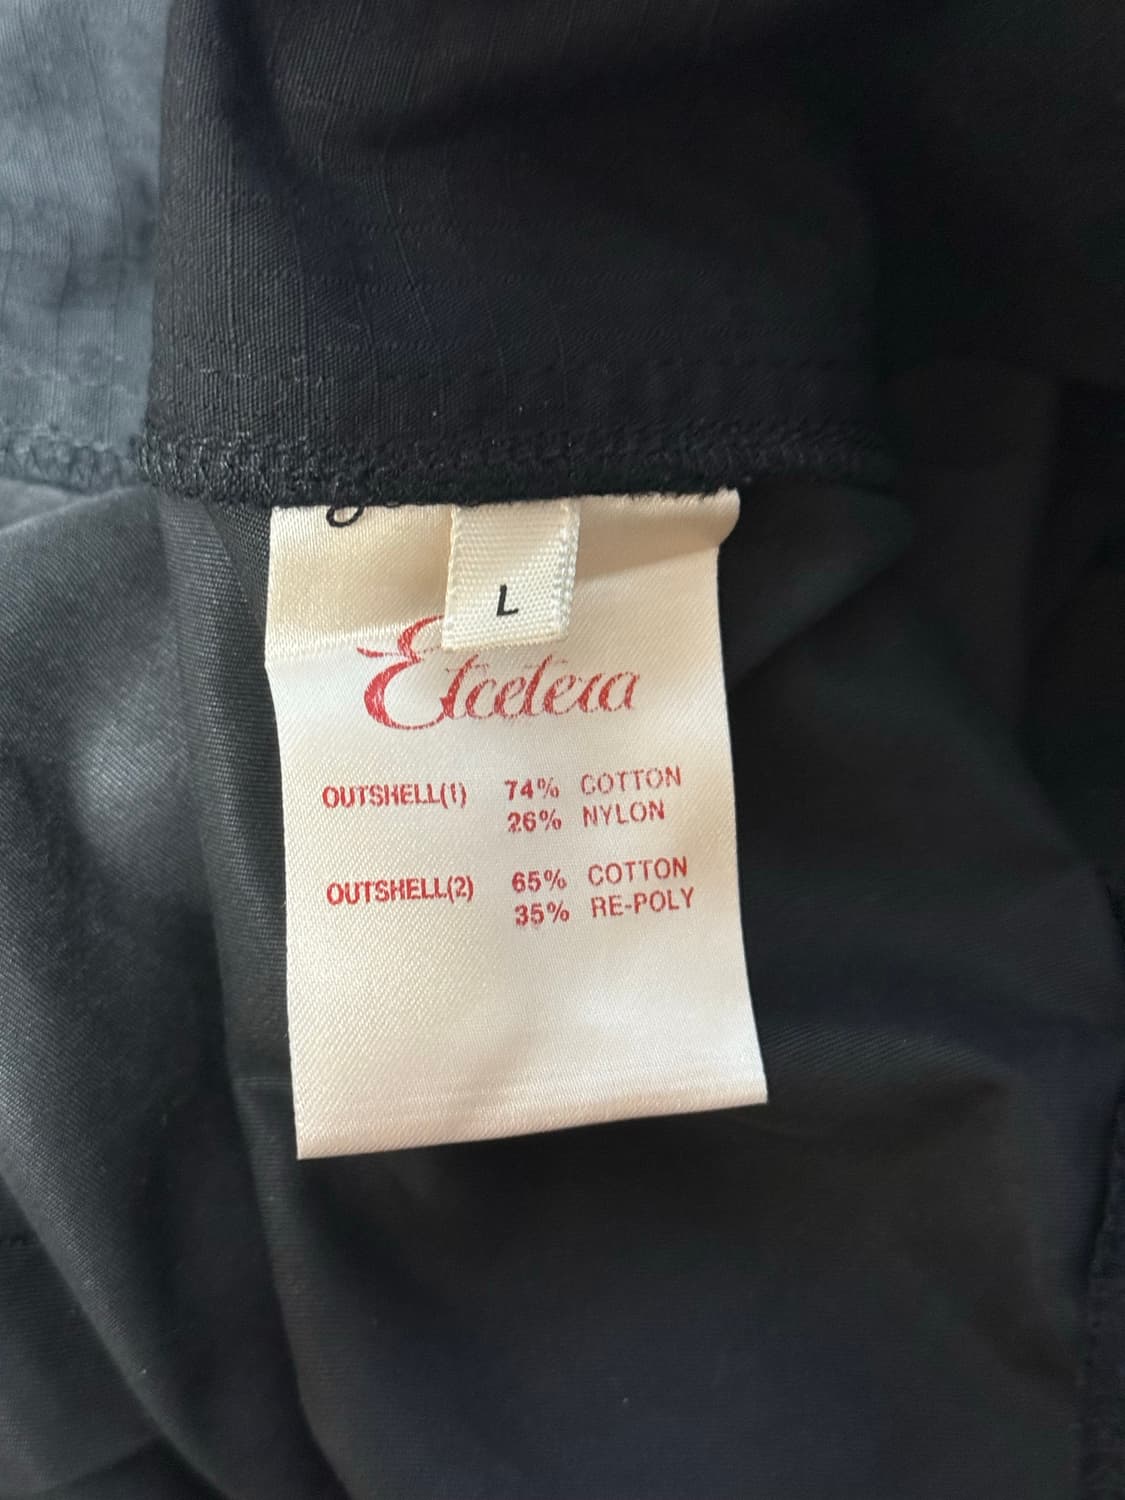 L
Etcetera
OUTSHELL(1) 74% COTTON
26% NYLON
OUTSHELL(2) 65% COTTON
35% RE-POLY